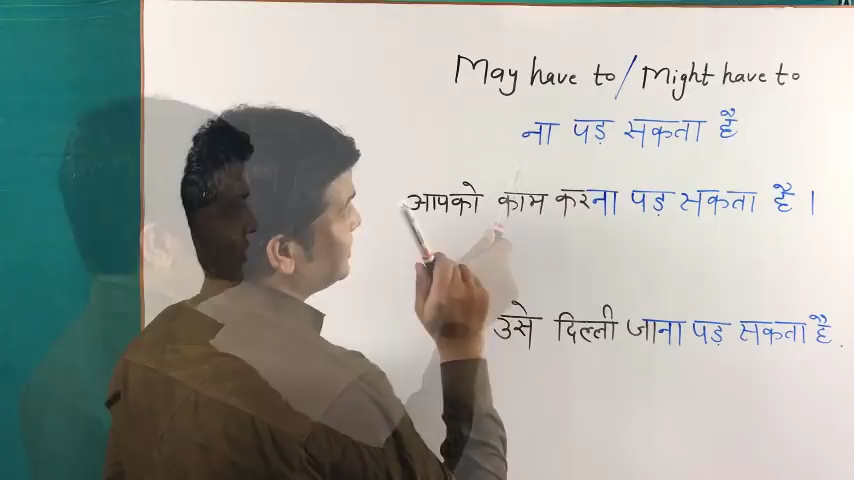 May have to / Might have to
ना पड़ सकता है
आपको काम करना पड़ सकता है ।
उसे दिल्ली जाना पड़ सकता है .